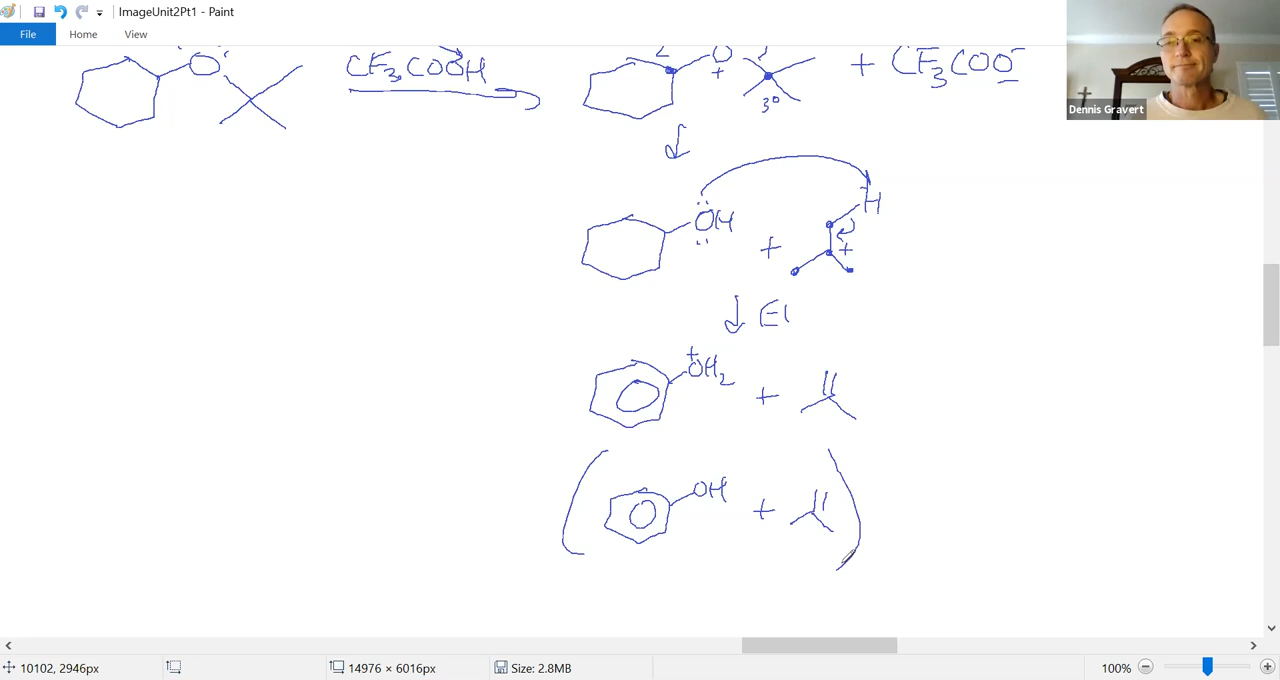 ImageUnit2Pt1 - Paint
File Home View
CF3COOH
2° O + 3° + CF3COO-
Dennis Gravert
OH + H +
E1
+ OH2 +
OH +
10102, 2946px 14976 × 6016px Size: 2.8MB 100%